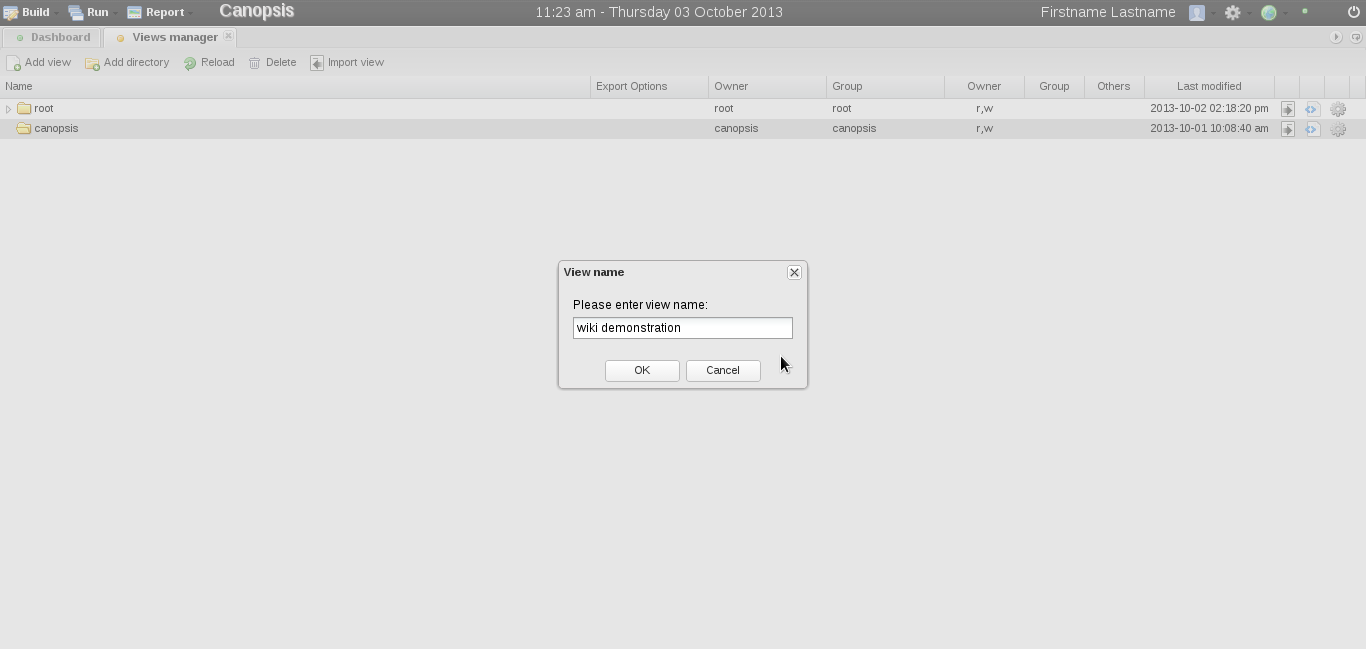 Build Run Report Canopsis 11:23 am - Thursday 03 October 2013 Firstname Lastname
Dashboard Views manager
Add view Add directory Reload Delete Import view
Name Export Options Owner Group Owner Group Others Last modified
root root root r,w 2013-10-02 02:18:20 pm
canopsis canopsis canopsis r,w 2013-10-01 10:08:40 am
View name
Please enter view name:
wiki demonstration
OK Cancel